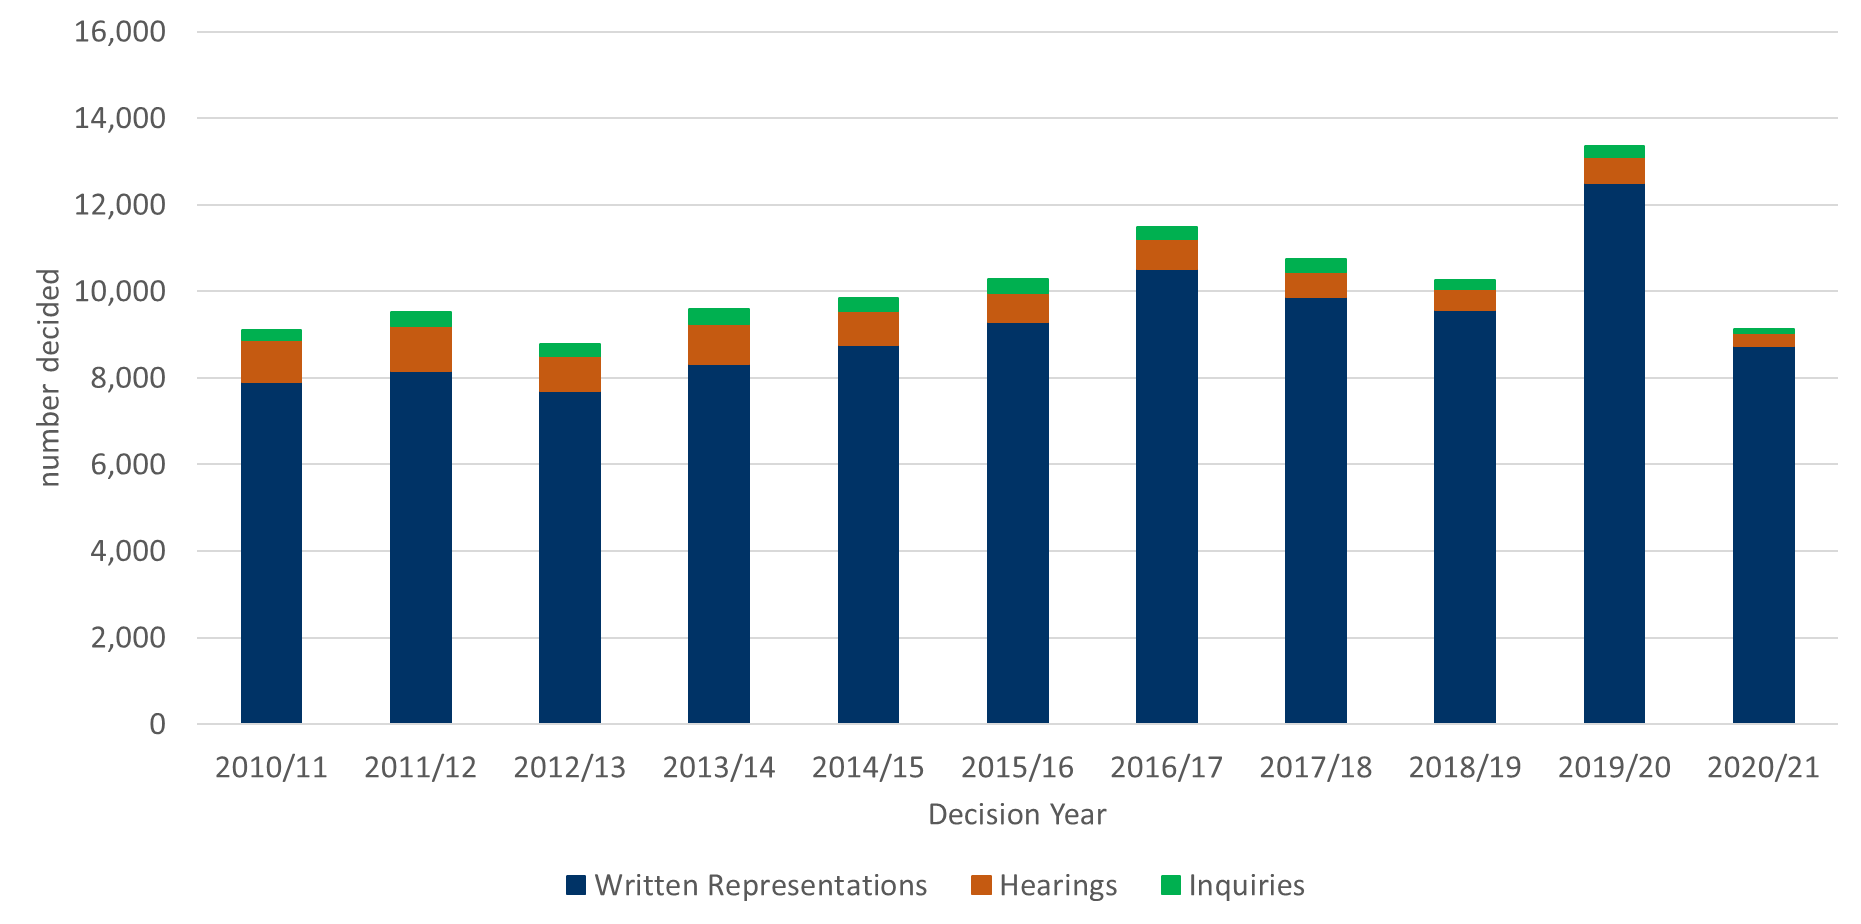 16,000
14,000
12,000
10,000
8,000
6,000
4,000
2,000
0
number decided
2010/11 2011/12 2012/13 2013/14 2014/15 2015/16 2016/17 2017/18 2018/19 2019/20 2020/21
Decision Year
Written Representations Hearings Inquiries